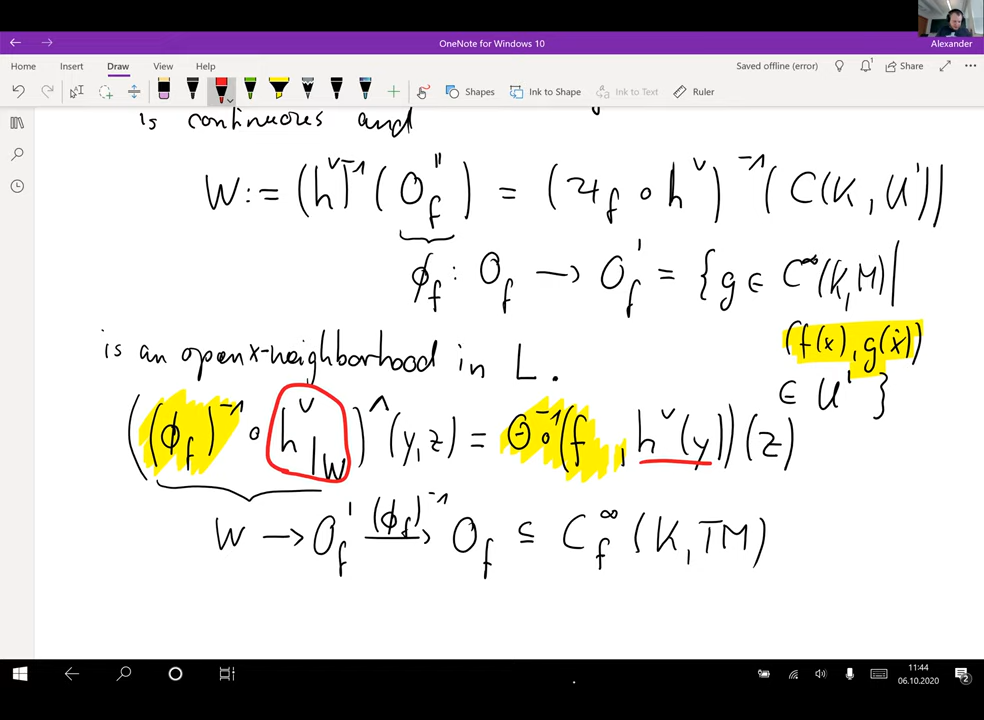 OneNote for Windows 10
Alexander
Home Insert Draw View Help
Saved offline (error) Share
Shapes Ink to Shape Ink to Text Ruler
is continuous and
W := (h^∨)^{-1} (O_f'') = (Ψ_f ∘ h^∨)^{-1} (C(K, U'))
ϕ_f : O_f → O_f' = {g ∈ C^∞(K,M) |
(f(x), g(x))
is an open x-neighborhood in L.
∈ U' }
((ϕ_f)^{-1} ∘ h^∨|_W)^∧ (y,z) = Θ^{-1} ∘ (f, h^∨(y))(z)
W → O_f' (ϕ_f)^{-1} → O_f ⊆ C_f^∞ (K, TM)
11:44
06.10.2020